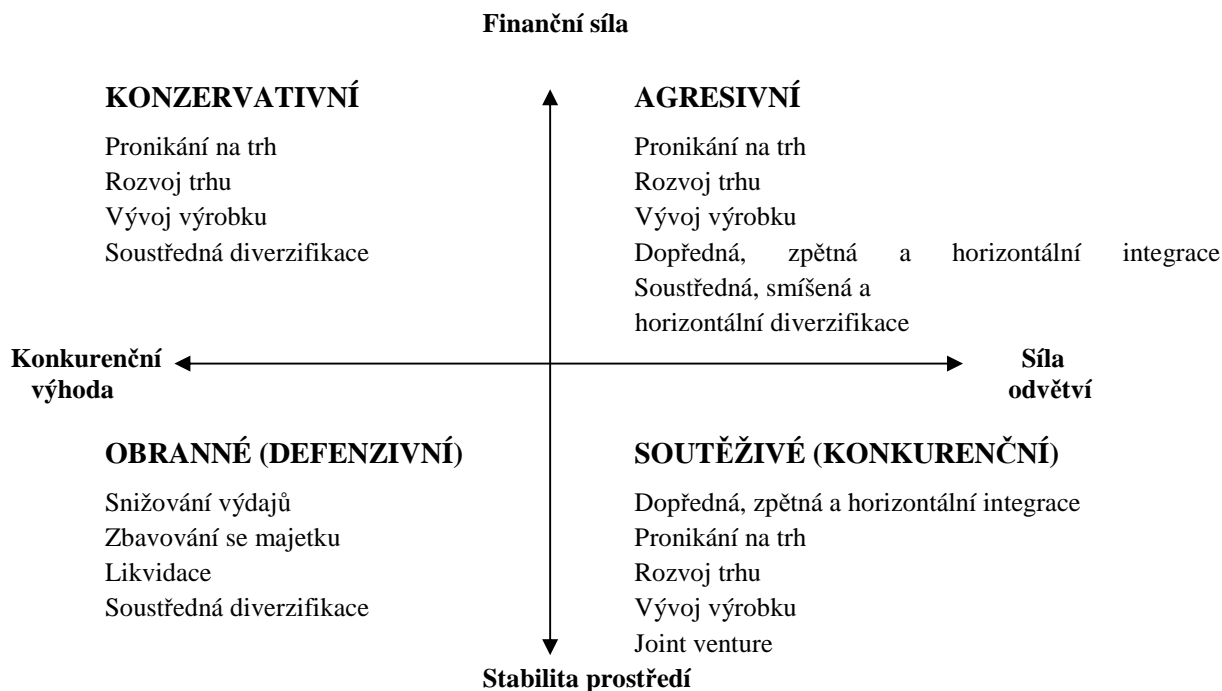 Finanční síla
KONZERVATIVNÍ
Pronikání na trh
Rozvoj trhu
Vývoj výrobku
Soustředná diverzifikace
AGRESIVNÍ
Pronikání na trh
Rozvoj trhu
Vývoj výrobku
Dopředná, zpětná a horizontální integrace
Soustředná, smíšená a
horizontální diverzifikace
Konkurenční
výhoda
Síla
odvětví
OBRANNÉ (DEFENZIVNÍ)
Snižování výdajů
Zbavování se majetku
Likvidace
Soustředná diverzifikace
SOUTĚŽIVÉ (KONKURENČNÍ)
Dopředná, zpětná a horizontální integrace
Pronikání na trh
Rozvoj trhu
Vývoj výrobku
Joint venture
Stabilita prostředí